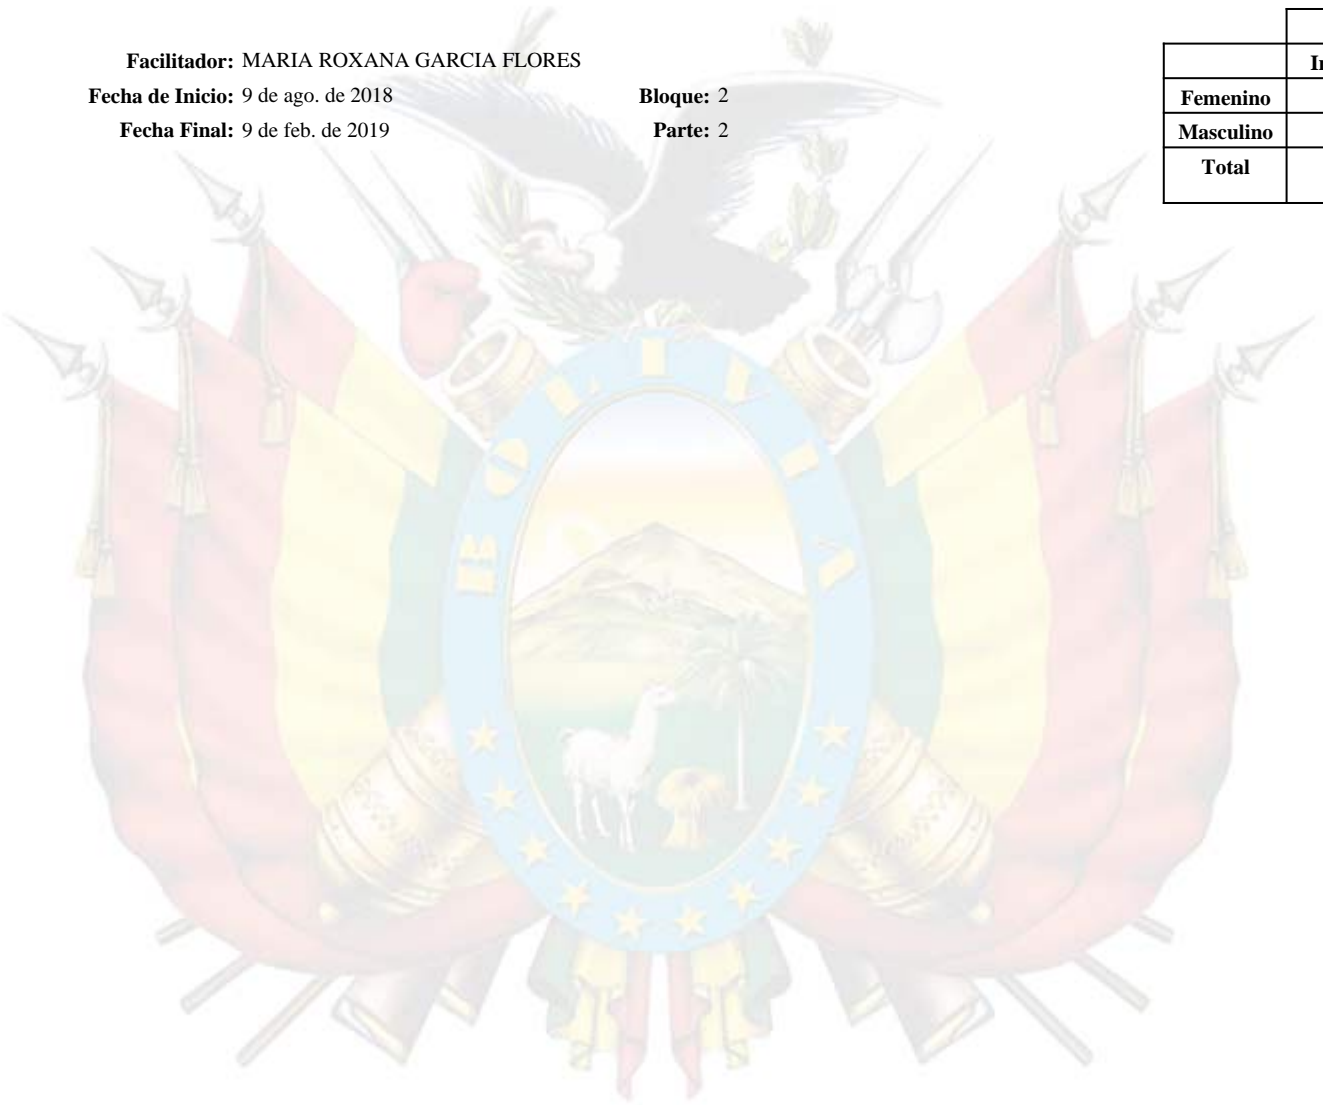 Facilitador: MARIA ROXANA GARCIA FLORES
Fecha de Inicio: 9 de ago. de 2018 Bloque: 2
Fecha Final: 9 de feb. de 2019 Parte: 2
Femenino
Masculino
Total
BOLIVIA